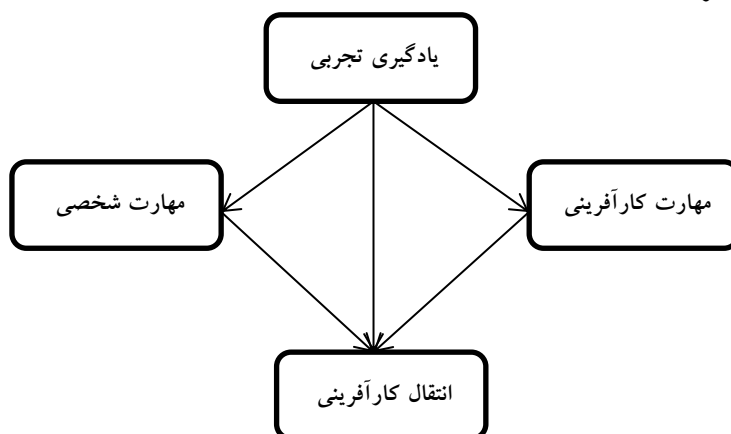 یادگیری تجربی
مهارت کارآفرینی
مهارت شخصی
انتقال کارآفرینی